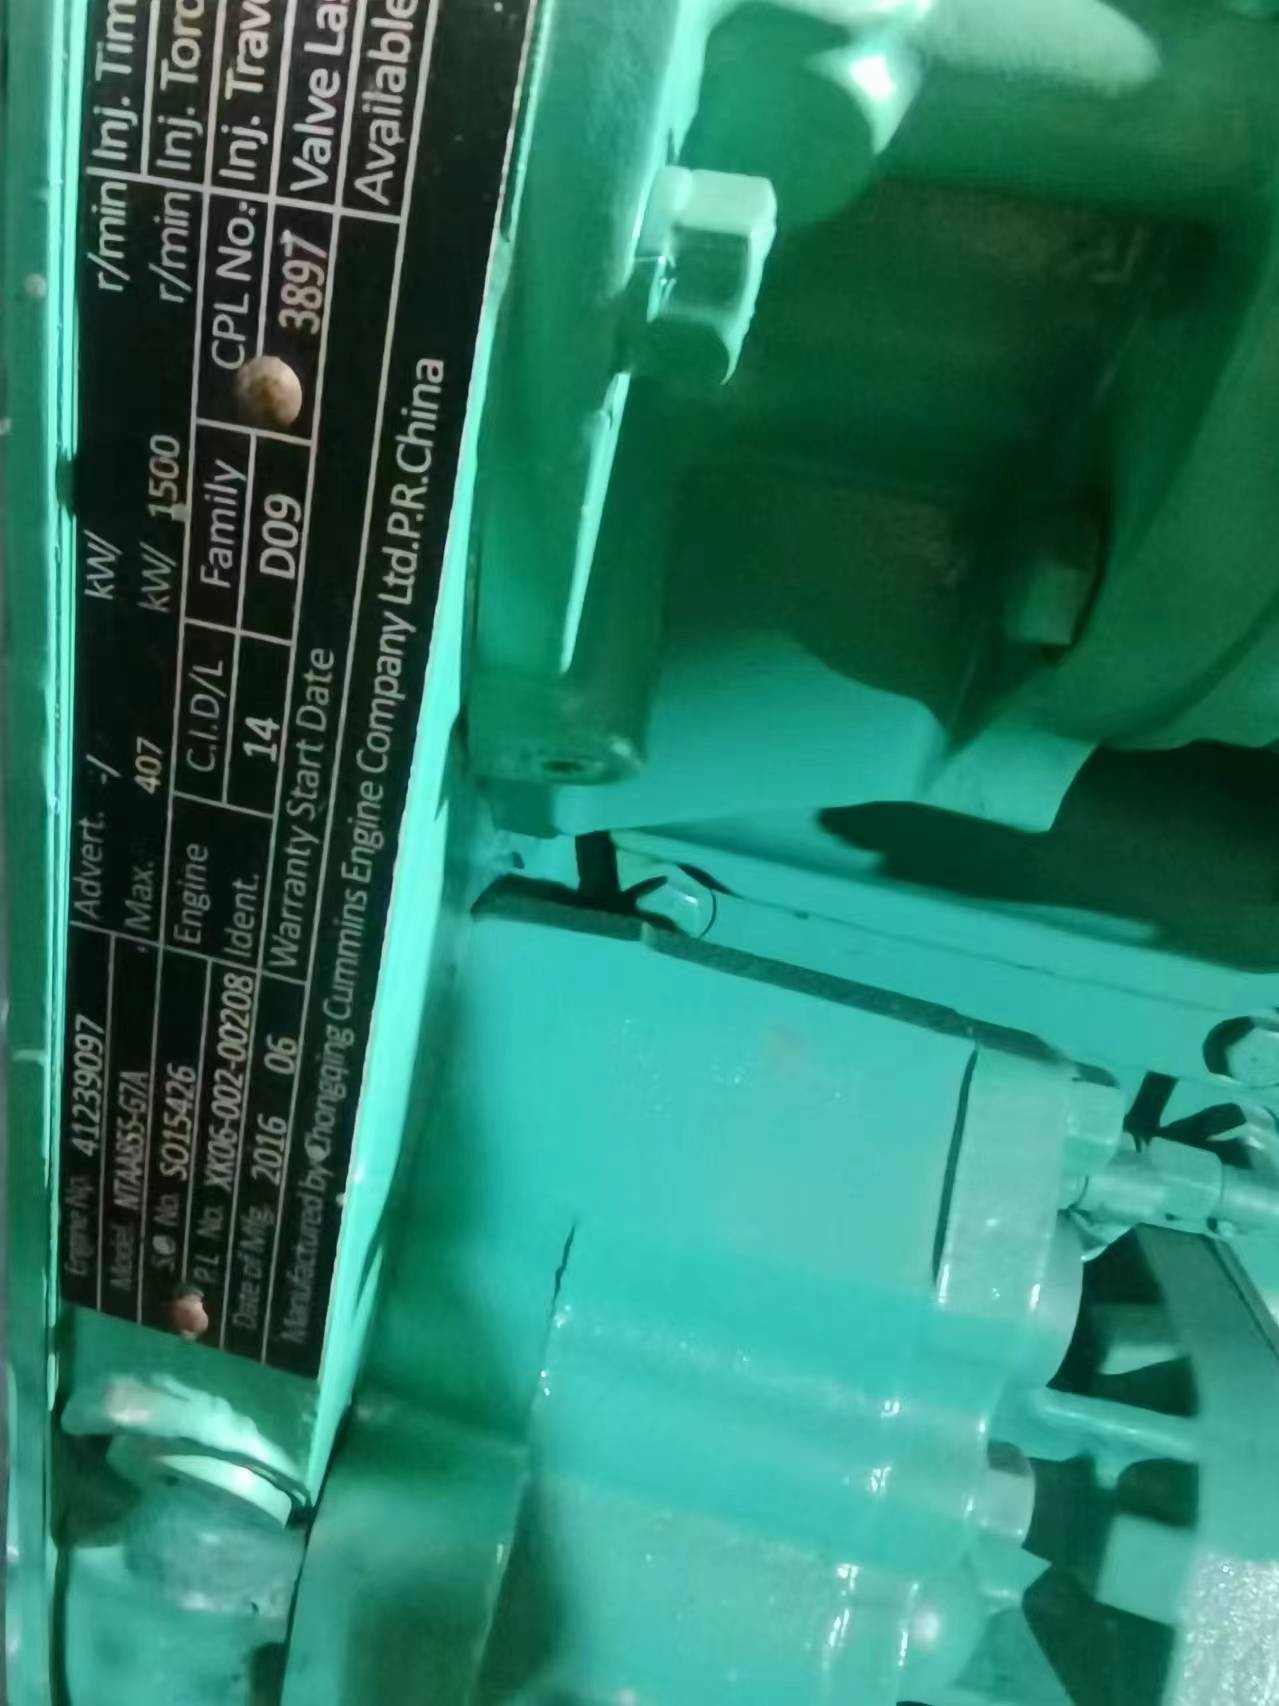 Engine No. 41239097 Advert. -/ kW/ r/min Inj. Tim
Model NTAA855-G7A Max. 407 kW/ 1500 r/min Inj. Torq
S.O No. SO15426 Engine C.I.D/L Family CPL No: Inj. Trav
P.L No. XK06-002-00208 Ident. 14 D09 3897 Valve Las
Date of Mfg 2016 06 Warranty Start Date Available
Manufactured by Chongqing Cummins Engine Company Ltd.P.R.China